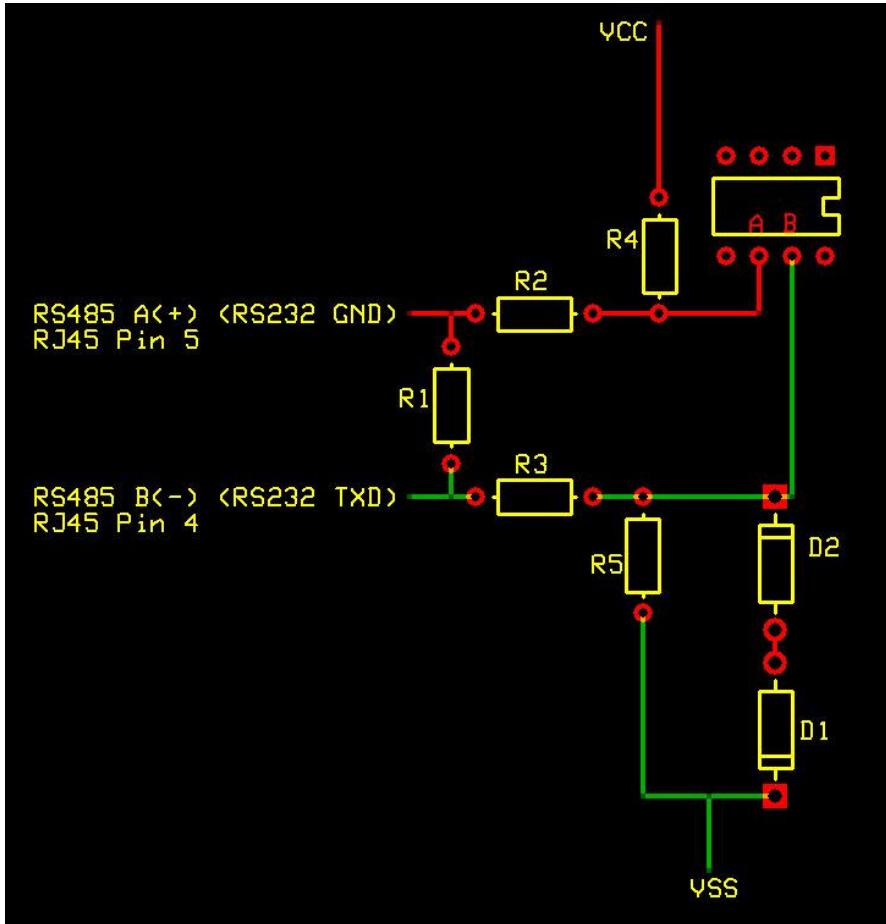 VCC
A B
R4
R2
RS485 A(+) (RS232 GND)
RJ45 Pin 5
R1
R3
RS485 B(-) (RS232 TXD)
RJ45 Pin 4
D2
R5
D1
VSS